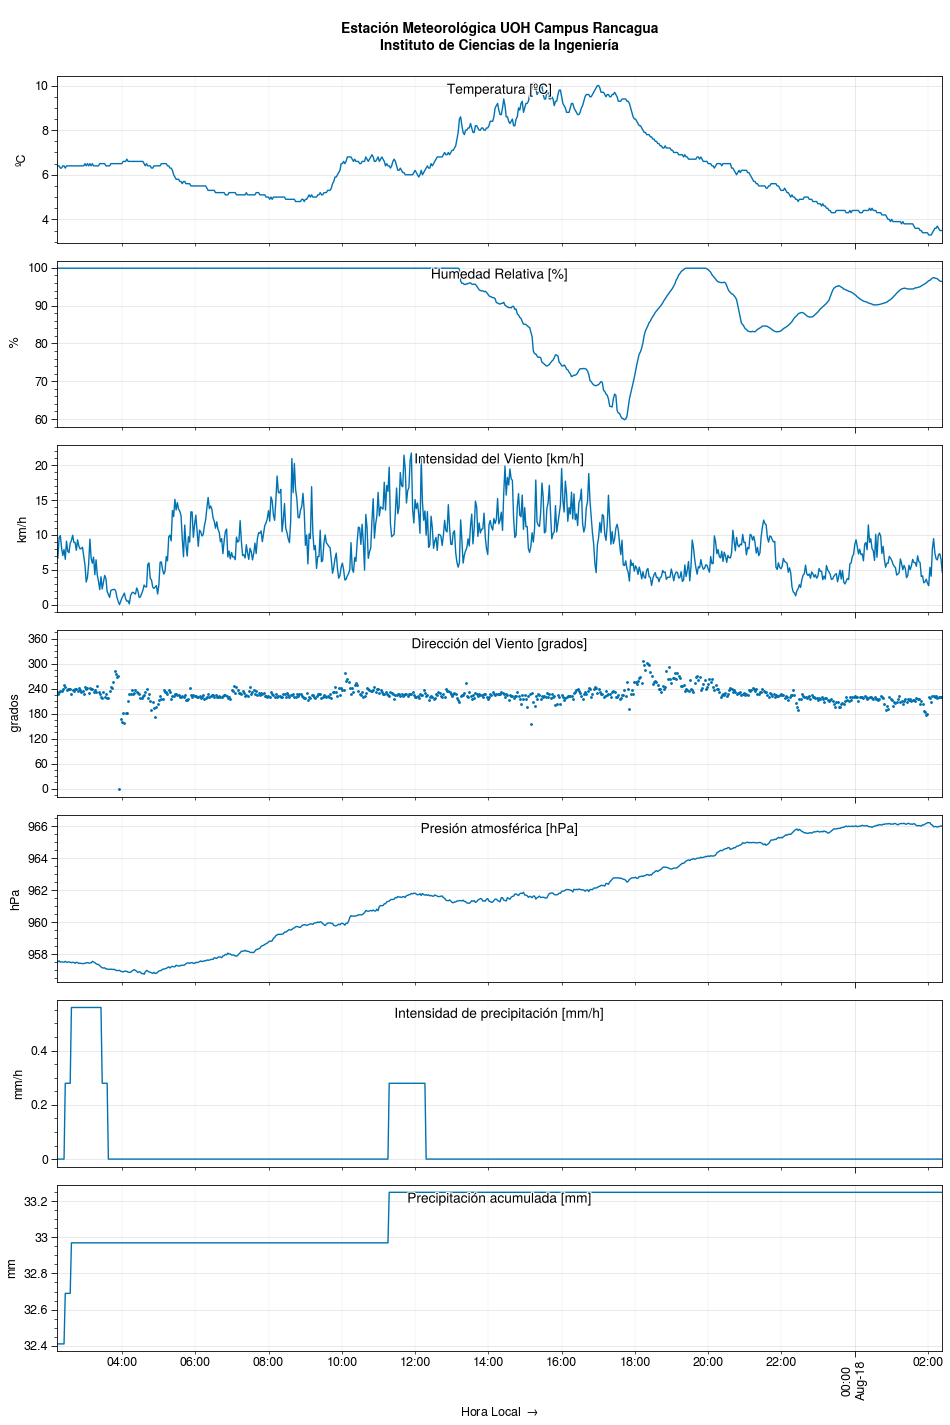 Estación Meteorológica UOH Campus Rancagua
Instituto de Ciencias de la Ingeniería
Temperatura [ºC]
10
8
6
4
ºC
Humedad Relativa [%]
100
90
80
70
60
%
Intensidad del Viento [km/h]
20
15
10
5
0
km/h
Dirección del Viento [grados]
360
300
240
180
120
60
0
grados
Presión atmosférica [hPa]
966
964
962
960
958
hPa
Intensidad de precipitación [mm/h]
0.4
0.2
0
mm/h
Precipitación acumulada [mm]
33.2
33
32.8
32.6
32.4
mm
04:00 06:00 08:00 10:00 12:00 14:00 16:00 18:00 20:00 22:00 00:00 02:00
Aug-18
Hora Local →